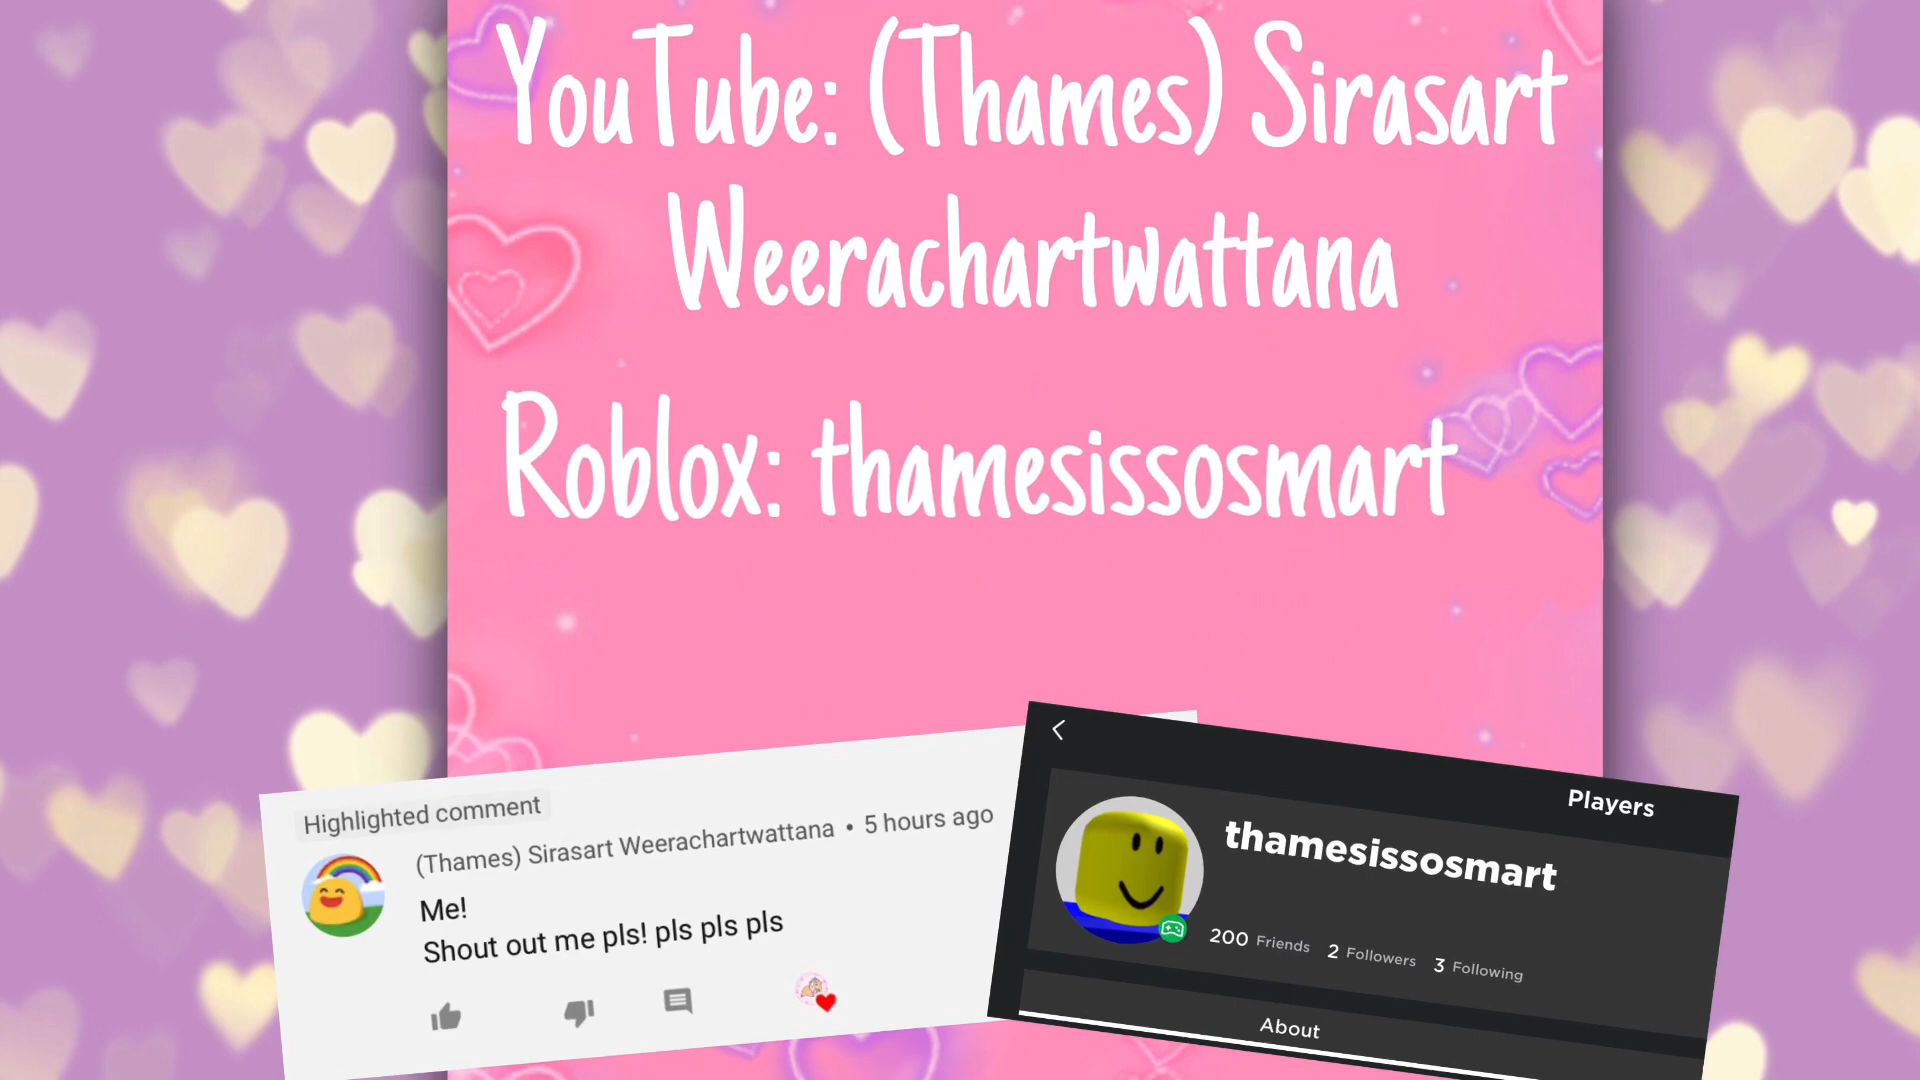 YouTube: (Thames) Sirasart
Weerachartwattana
Roblox: thamesissosmart
Highlighted comment
(Thames) Sirasart Weerachartwattana • 5 hours ago
Me!
Shout out me pls! pls pls pls
Players
thamesissosmart
200 Friends 2 Followers 3 Following
About